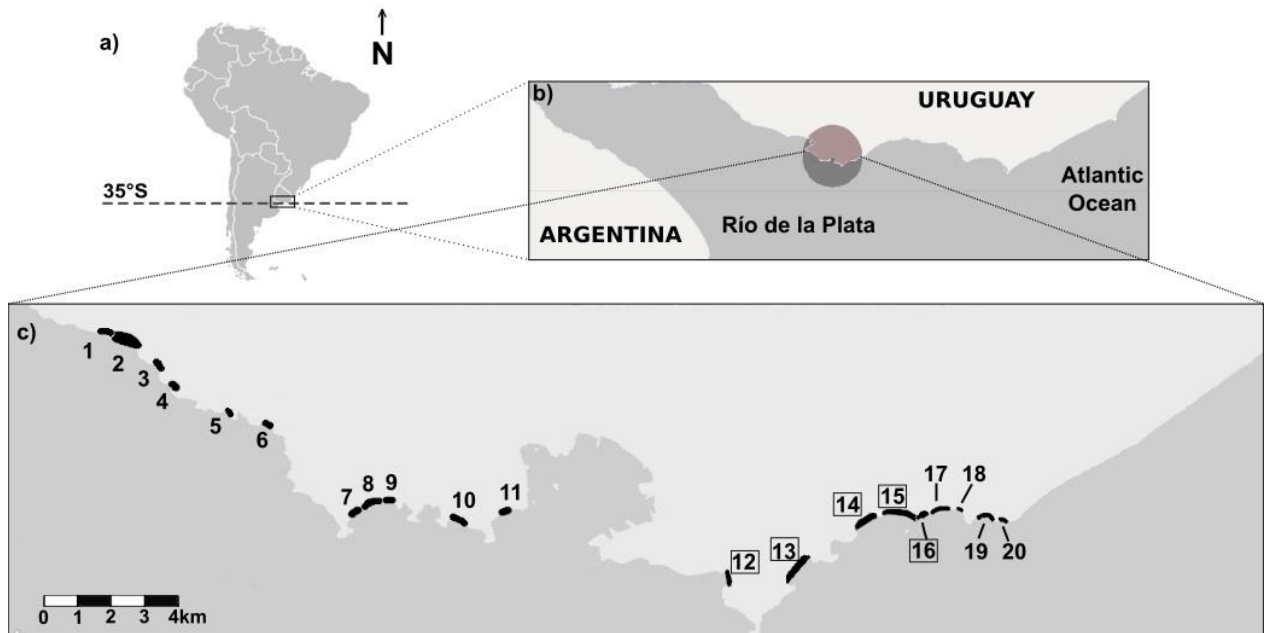 a)
N
35°S
b)
URUGUAY
Atlantic
Ocean
Río de la Plata
ARGENTINA
c)
1
2
3
4
5
6
7
8
9
10
11
12
13
14
15
16
17
18
19
20
0 1 2 3 4km